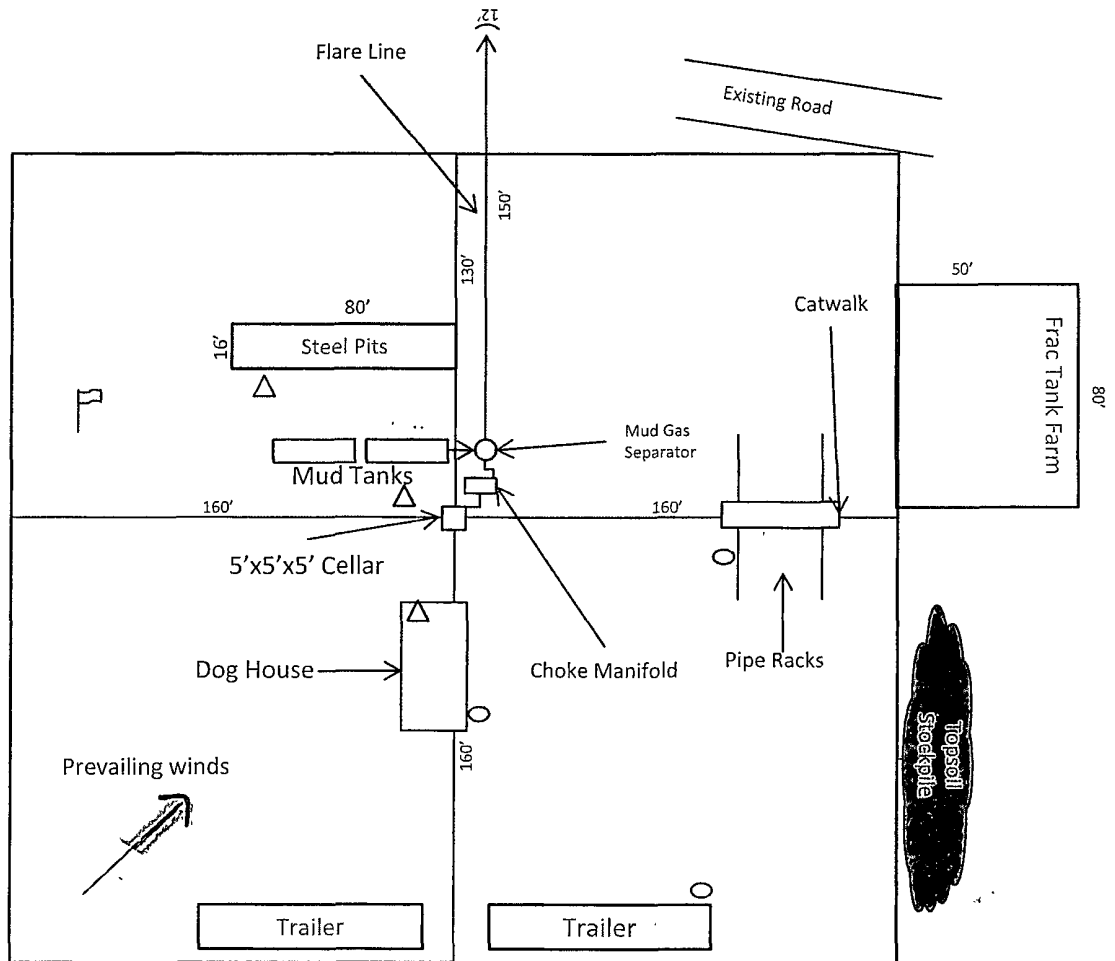 12'
Flare Line
Existing Road
150'
130'
50'
Catwalk
80'
16'
Steel Pits
Frac Tank Farm
80'
Mud Gas
Separator
Mud Tanks
160'
160'
5'x5'x5' Cellar
Dog House
Choke Manifold
Pipe Racks
Topsoil
Stockpile
160'
Prevailing winds
Trailer
Trailer